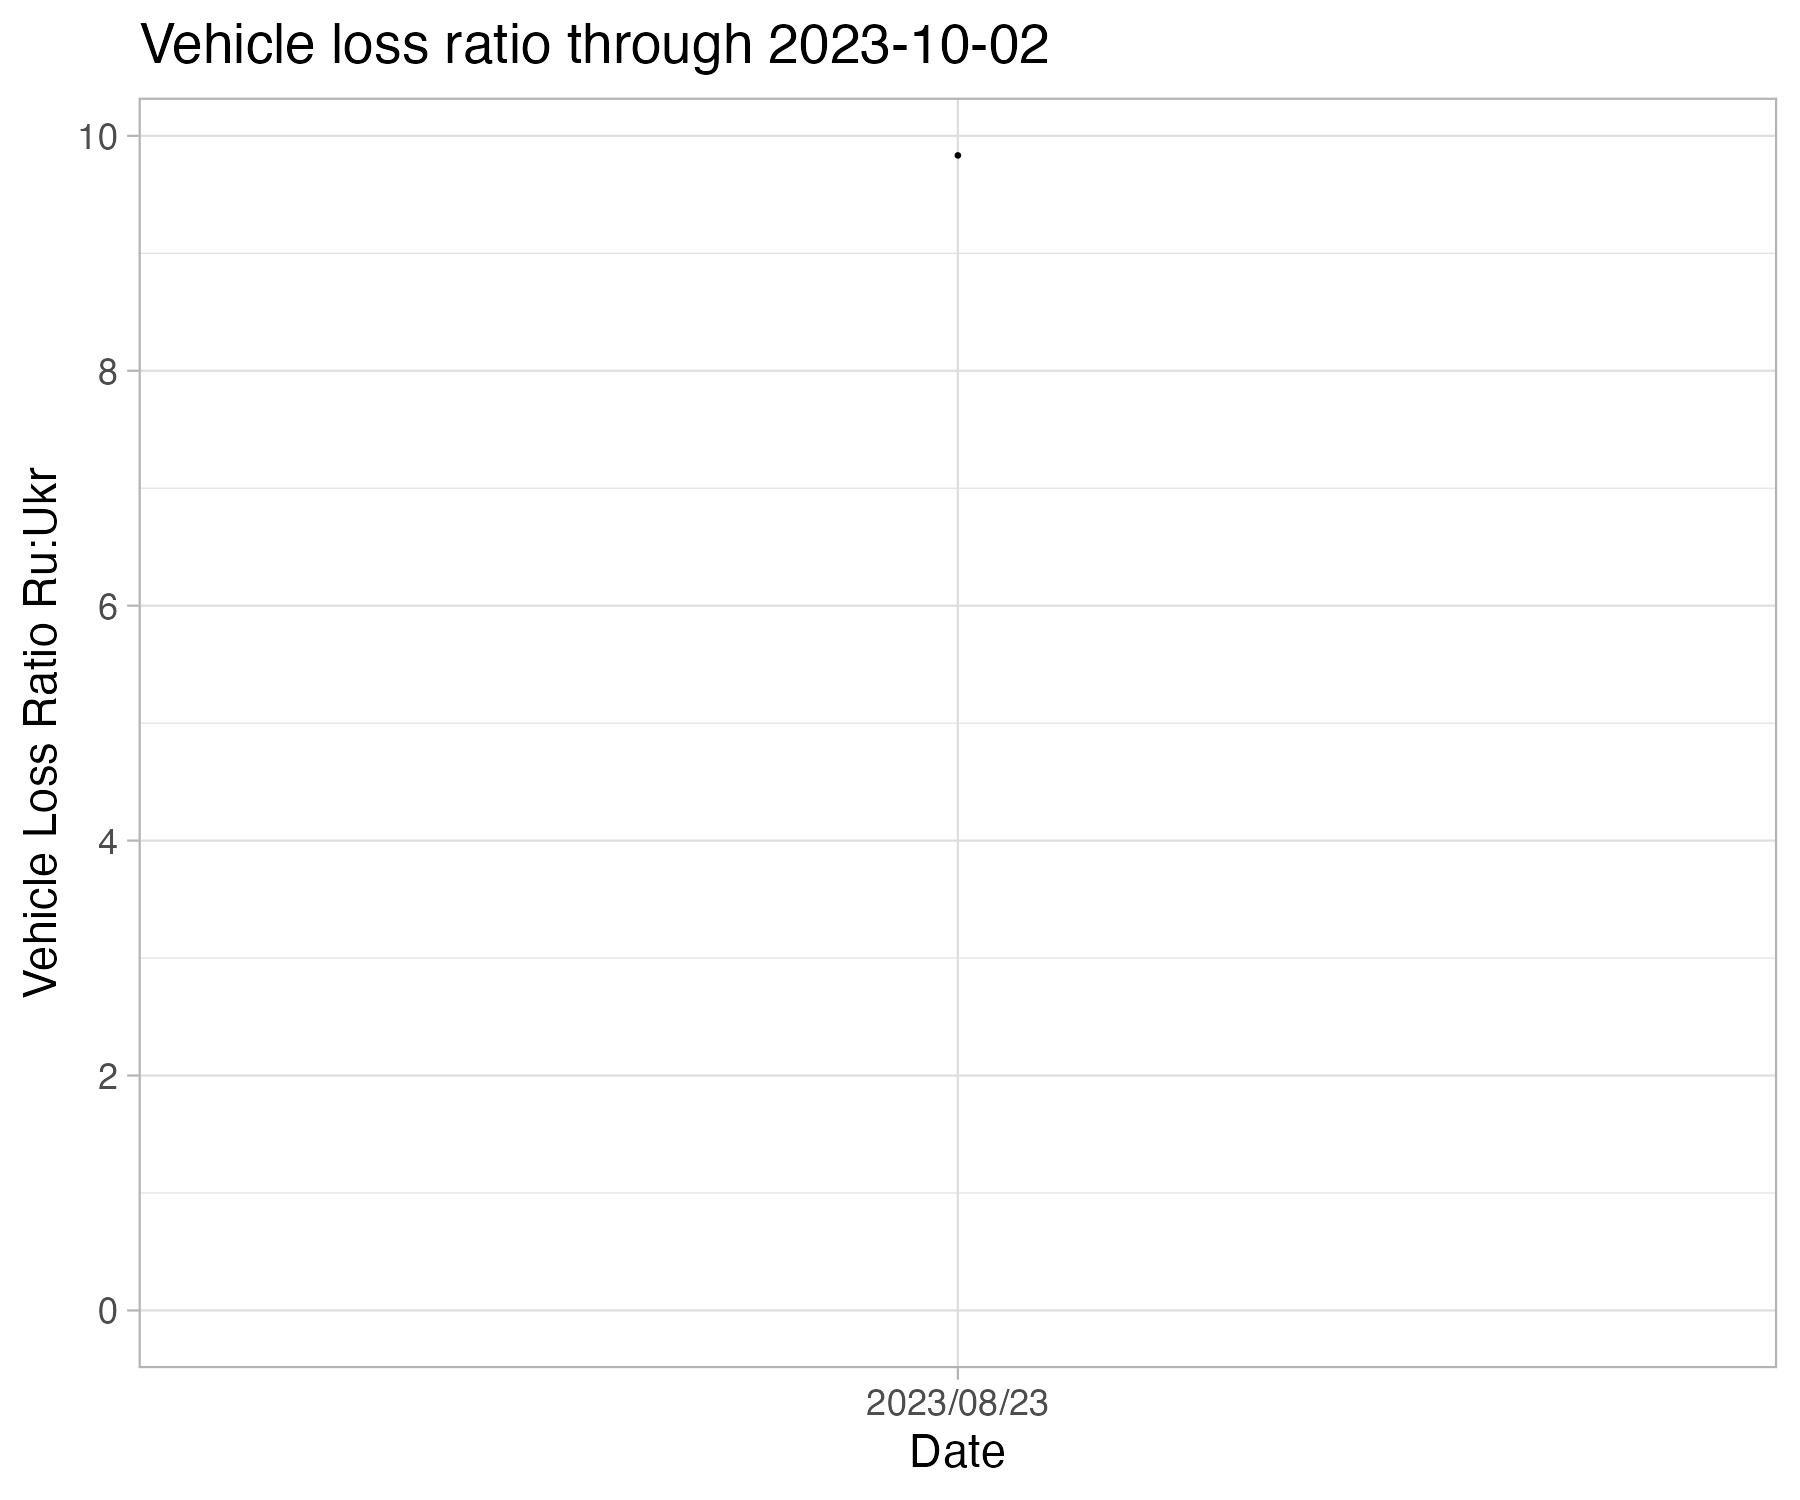 Vehicle loss ratio through 2023-10-02
Vehicle Loss Ratio Ru:Ukr
10
8
6
4
2
0
2023/08/23
Date